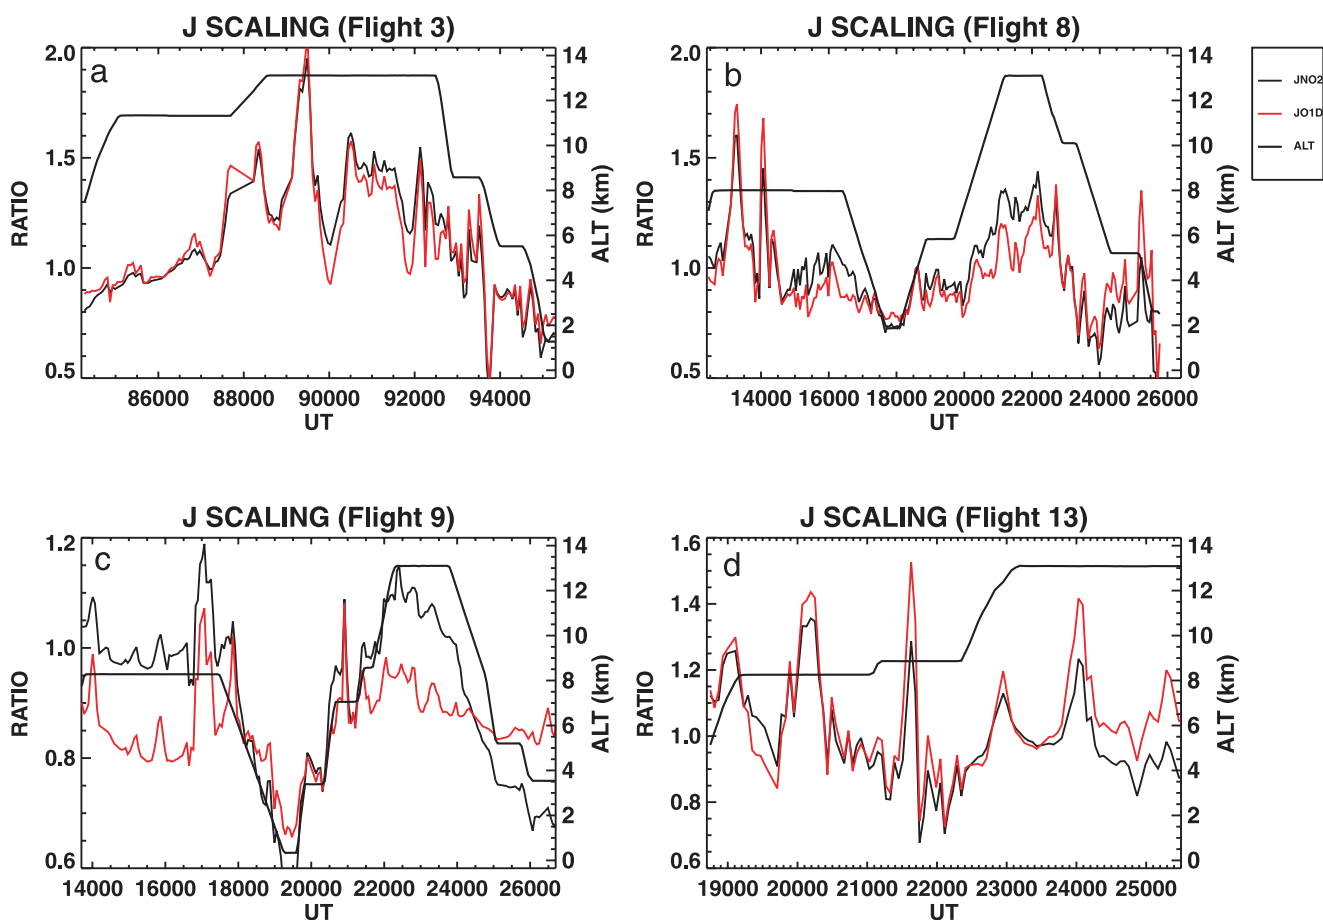 J SCALING (Flight 3)
a
RATIO
2.0
1.5
1.0
0.5
14
12
10
8
6
4
2
0
ALT (km)
86000 88000 90000 92000 94000
UT
J SCALING (Flight 8)
b
RATIO
2.0
1.5
1.0
0.5
14
12
10
8
6
4
2
0
ALT (km)
14000 16000 18000 20000 22000 24000 26000
UT
JNO2
JO1D
ALT
J SCALING (Flight 9)
c
RATIO
1.2
1.0
0.8
0.6
14
12
10
8
6
4
2
0
ALT (km)
14000 16000 18000 20000 22000 24000 26000
UT
J SCALING (Flight 13)
d
RATIO
1.6
1.4
1.2
1.0
0.8
0.6
14
12
10
8
6
4
2
0
ALT (km)
19000 20000 21000 22000 23000 24000 25000
UT